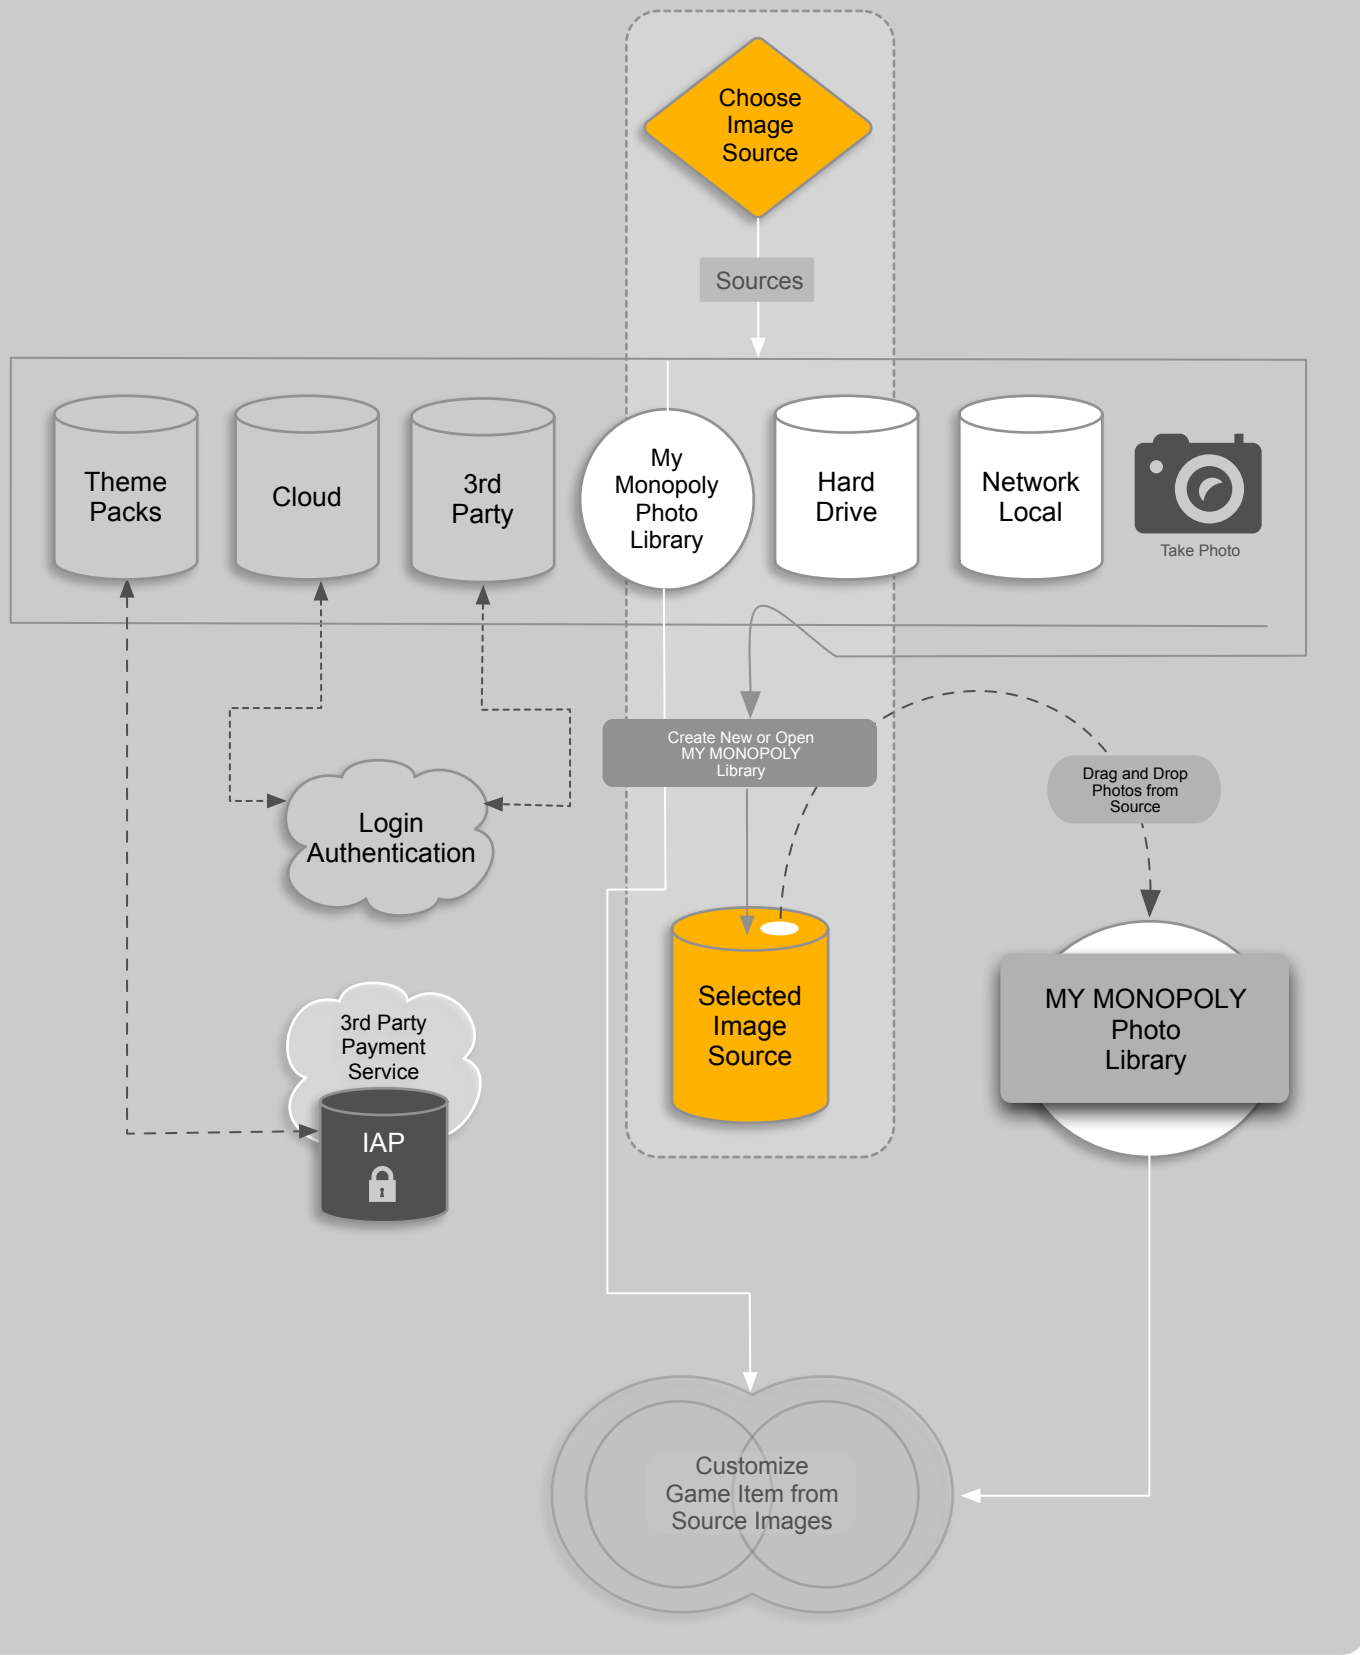 Choose
Image
Source
Sources
Theme
Packs
Cloud
3rd
Party
My
Monopoly
Photo
Library
Hard
Drive
Network
Local
Take Photo
Create New or Open
MY MONOPOLY
Library
Drag and Drop
Photos from
Source
Login
Authentication
Selected
Image
Source
MY MONOPOLY
Photo
Library
3rd Party
Payment
Service
IAP
Customize
Game Item from
Source Images